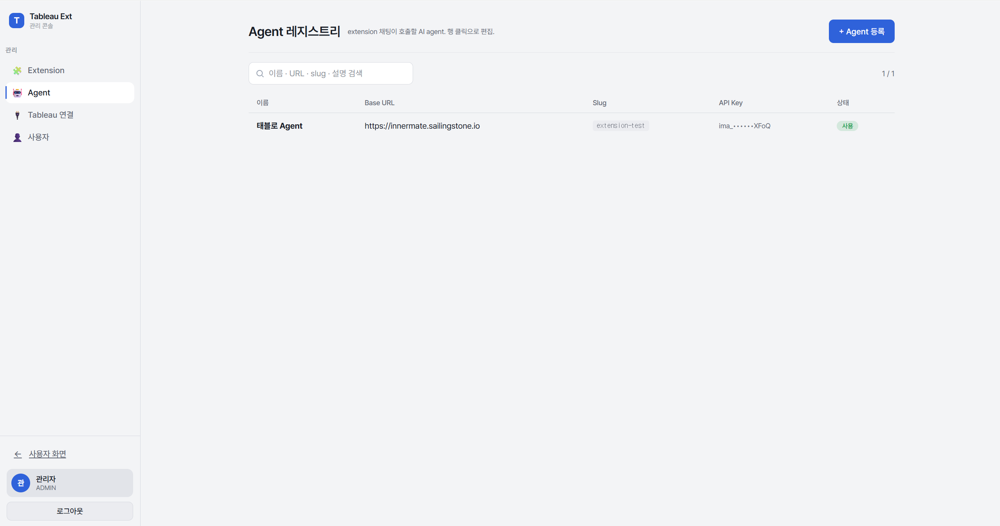 T
Tableau Ext
관리 콘솔
관리
Extension
Agent
Tableau 연결
사용자
← 사용자 화면
관
관리자
ADMIN
로그아웃
Agent 레지스트리
extension 채팅이 호출할 AI agent. 행 클릭으로 편집.
+ Agent 등록
이름 · URL · slug · 설명 검색
1 / 1
이름 Base URL Slug API Key 상태
태블로 Agent https://innermate.sailingstone.io extension-test ima_••••••XFoQ 사용